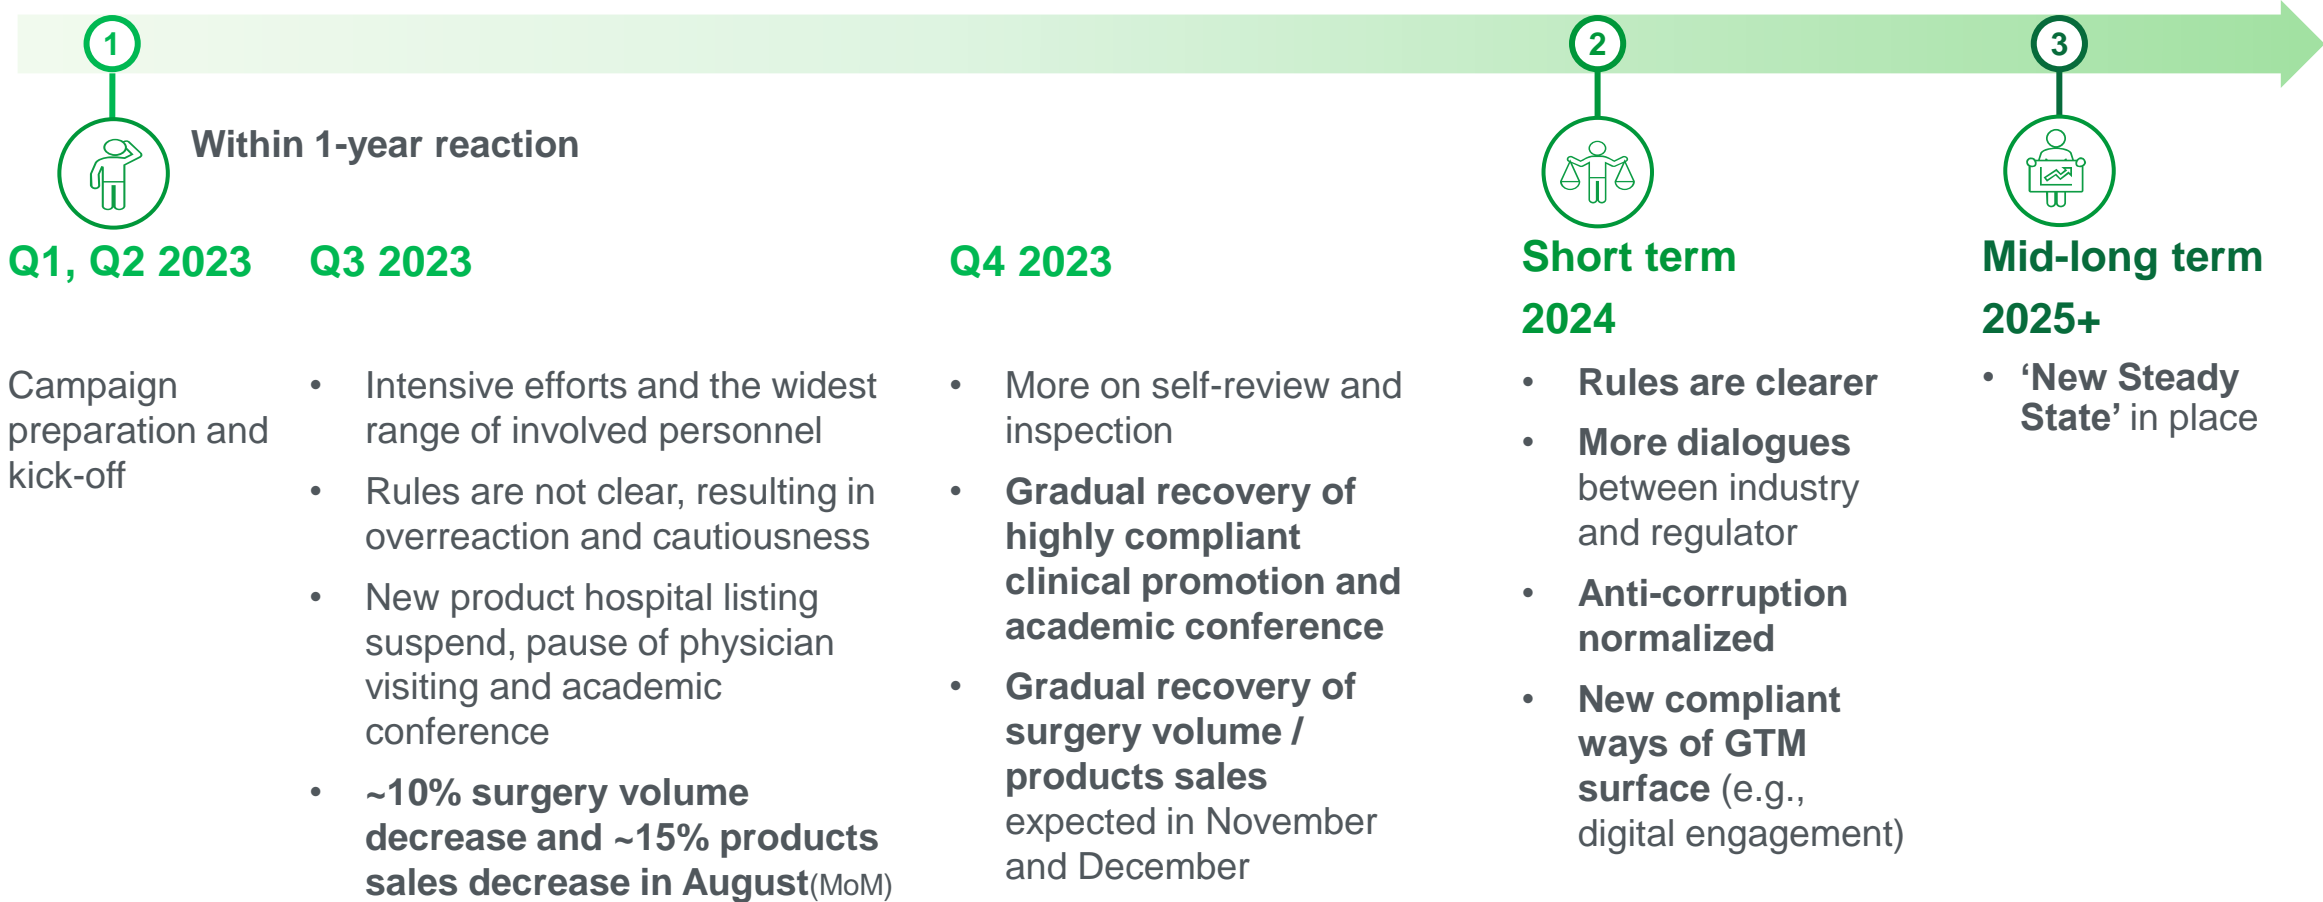 1
2
3
Within 1-year reaction
Q1, Q2 2023
Campaign
preparation and
kick-off
Q3 2023
• Intensive efforts and the widest
range of involved personnel
• Rules are not clear, resulting in
overreaction and cautiousness
• New product hospital listing
suspend, pause of physician
visiting and academic
conference
• ~10% surgery volume
decrease and ~15% products
sales decrease in August(MoM)
Q4 2023
• More on self-review and
inspection
• Gradual recovery of
highly compliant
clinical promotion and
academic conference
• Gradual recovery of
surgery volume /
products sales
expected in November
and December
Short term
2024
• Rules are clearer
• More dialogues
between industry
and regulator
• Anti-corruption
normalized
• New compliant
ways of GTM
surface (e.g.,
digital engagement)
Mid-long term
2025+
• ‘New Steady
State’ in place